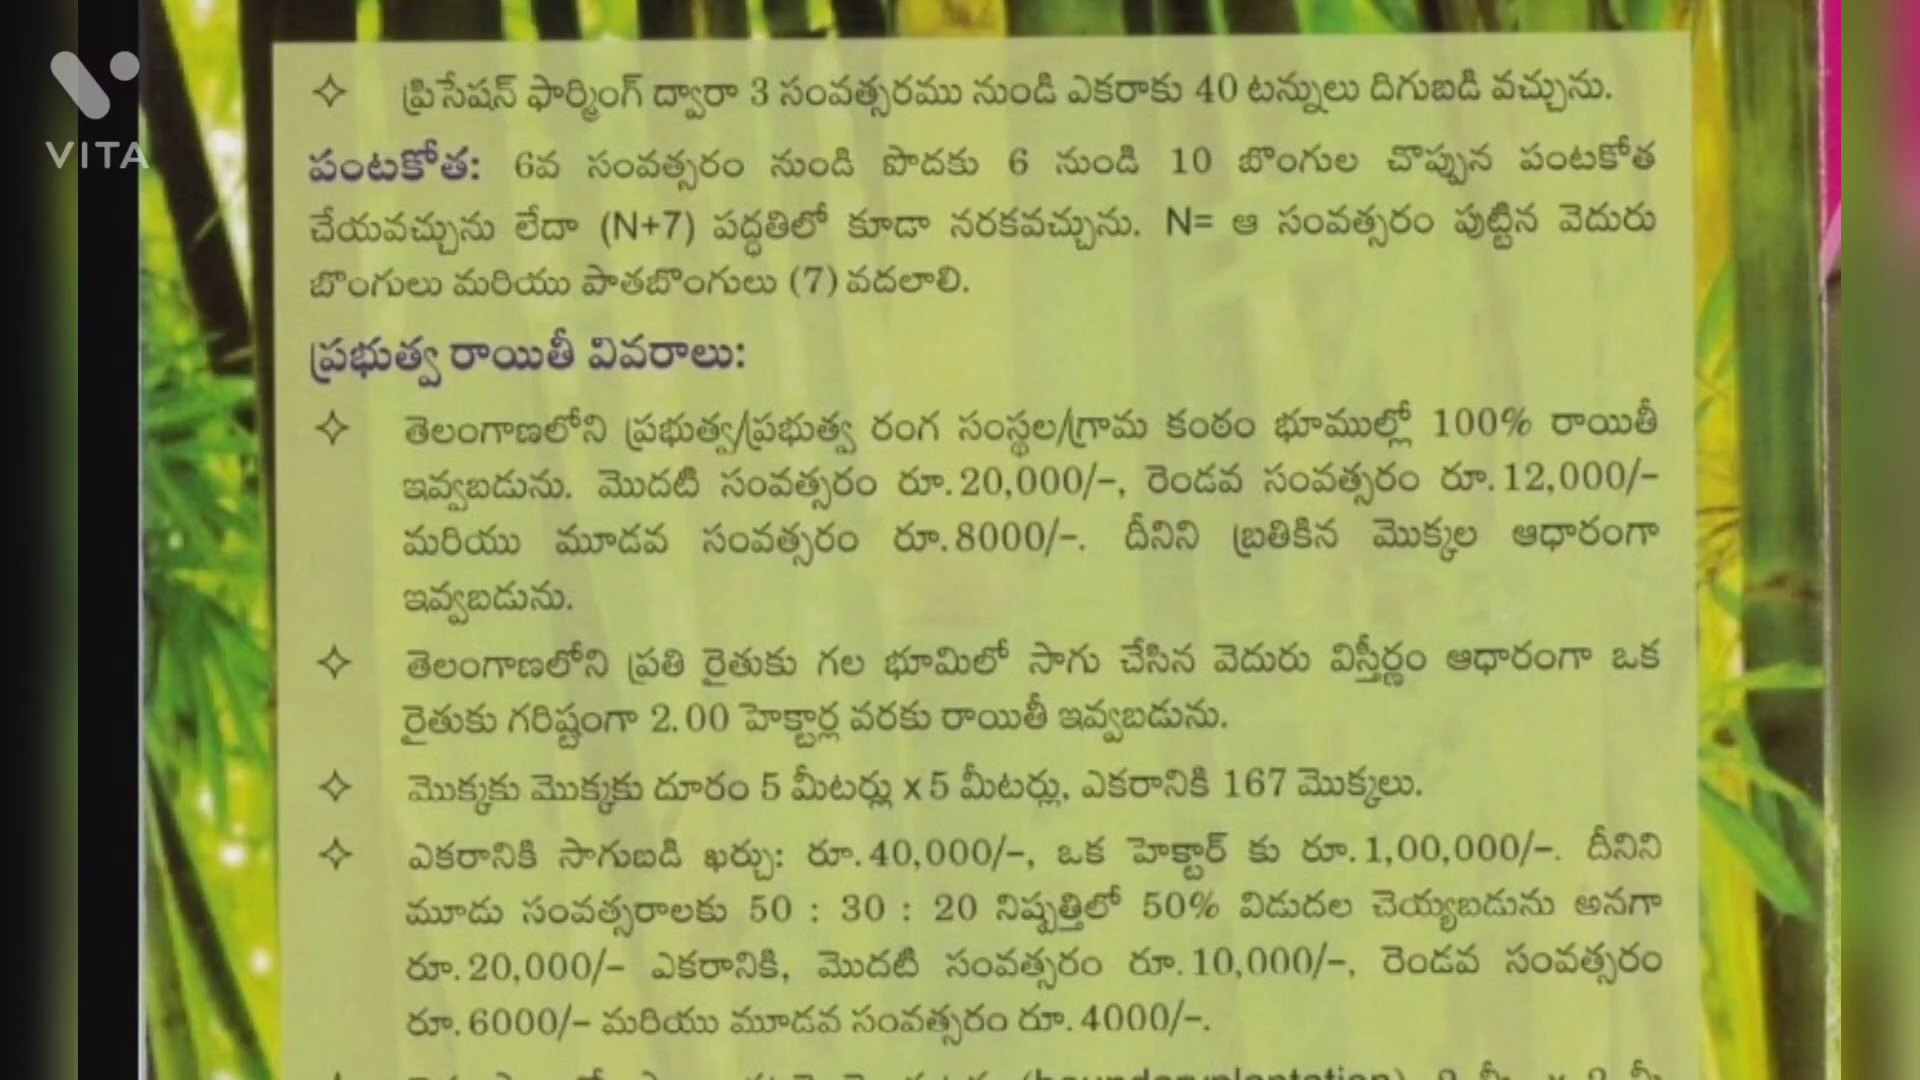 VITA
ప్రిసేషన్ ఫార్మింగ్ ద్వారా 3 సంవత్సరము నుండి ఎకరాకు 40 టన్నులు దిగుబడి వచ్చును.
పంటకోత: 6వ సంవత్సరం నుండి పొదకు 6 నుండి 10 బొంగుల చొప్పున పంటకోత
చేయవచ్చును లేదా (N+7) పద్ధతిలో కూడా నరకవచ్చును. N= ఆ సంవత్సరం పుట్టిన వెదురు
బొంగులు మరియు పాతబొంగులు (7) వదలాలి.
ప్రభుత్వ రాయితీ వివరాలు:
తెలంగాణలోని ప్రభుత్వ/ప్రభుత్వ రంగ సంస్థల/గ్రామ కంఠం భూముల్లో 100% రాయితీ
ఇవ్వబడును. మొదటి సంవత్సరం రూ.20,000/-, రెండవ సంవత్సరం రూ.12,000/-
మరియు మూడవ సంవత్సరం రూ.8000/-. దీనిని బ్రతికిన మొక్కల ఆధారంగా
ఇవ్వబడును.
తెలంగాణలోని ప్రతి రైతుకు గల భూమిలో సాగు చేసిన వెదురు విస్తీర్ణం ఆధారంగా ఒక
రైతుకు గరిష్టంగా 2.00 హెక్టార్ల వరకు రాయితీ ఇవ్వబడును.
మొక్కకు మొక్కకు దూరం 5 మీటర్లు x 5 మీటర్లు, ఎకరానికి 167 మొక్కలు.
ఎకరానికి సాగుబడి ఖర్చు: రూ.40,000/-, ఒక హెక్టార్ కు రూ.1,00,000/-. దీనిని
మూడు సంవత్సరాలకు 50 : 30 : 20 నిష్పత్తిలో 50% విడుదల చెయ్యబడును అనగా
రూ.20,000/- ఎకరానికి, మొదటి సంవత్సరం రూ.10,000/-, రెండవ సంవత్సరం
రూ.6000/- మరియు మూడవ సంవత్సరం రూ.4000/-.